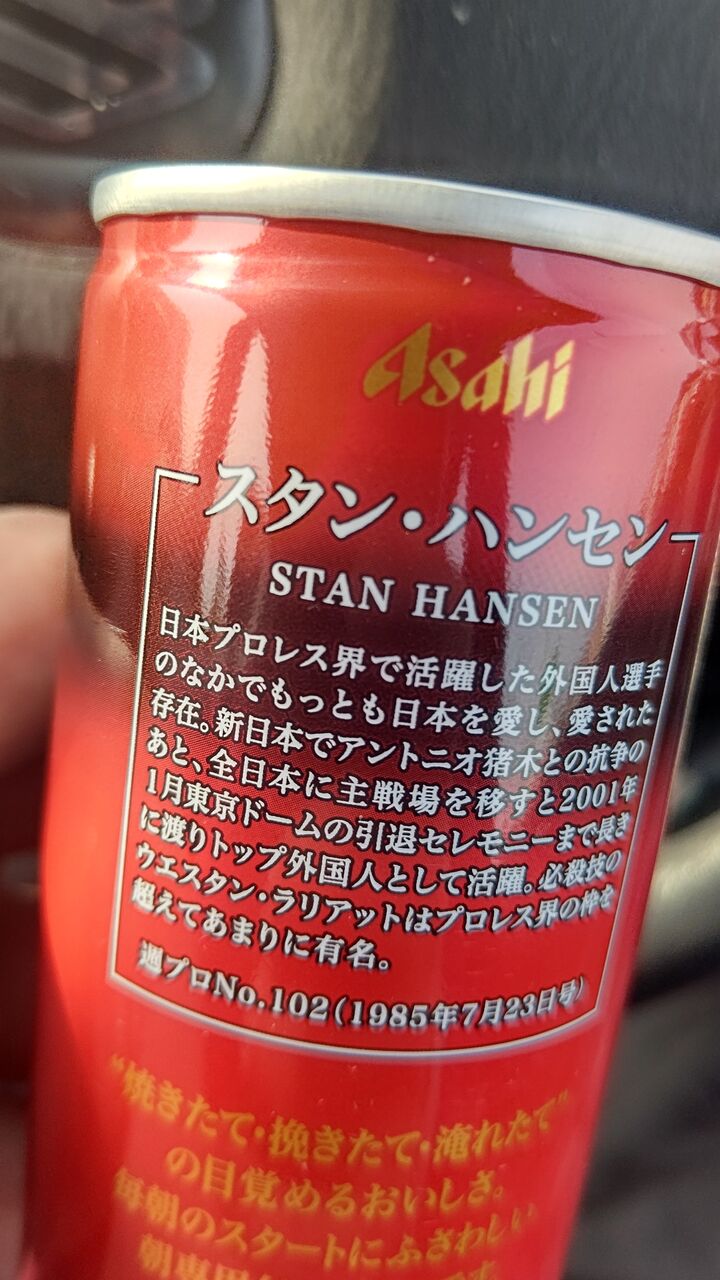 Asahi
スタン・ハンセン
STAN HANSEN
日本プロレス界で活躍した外国人選手
のなかでもっとも日本を愛し、愛された
存在。新日本でアントニオ猪木との抗争の
あと、全日本に主戦場を移すと2001年
1月東京ドームの引退セレモニーまで長き
に渡りトップ外国人として活躍。必殺技の
ウエスタン・ラリアットはプロレス界の枠を
超えてあまりに有名。
週プロNo.102（1985年7月23日号）
"焼きたて・挽きたて・淹れたて"
の目覚めるおいしさ。
毎朝のスタートにふさわしい
朝専用